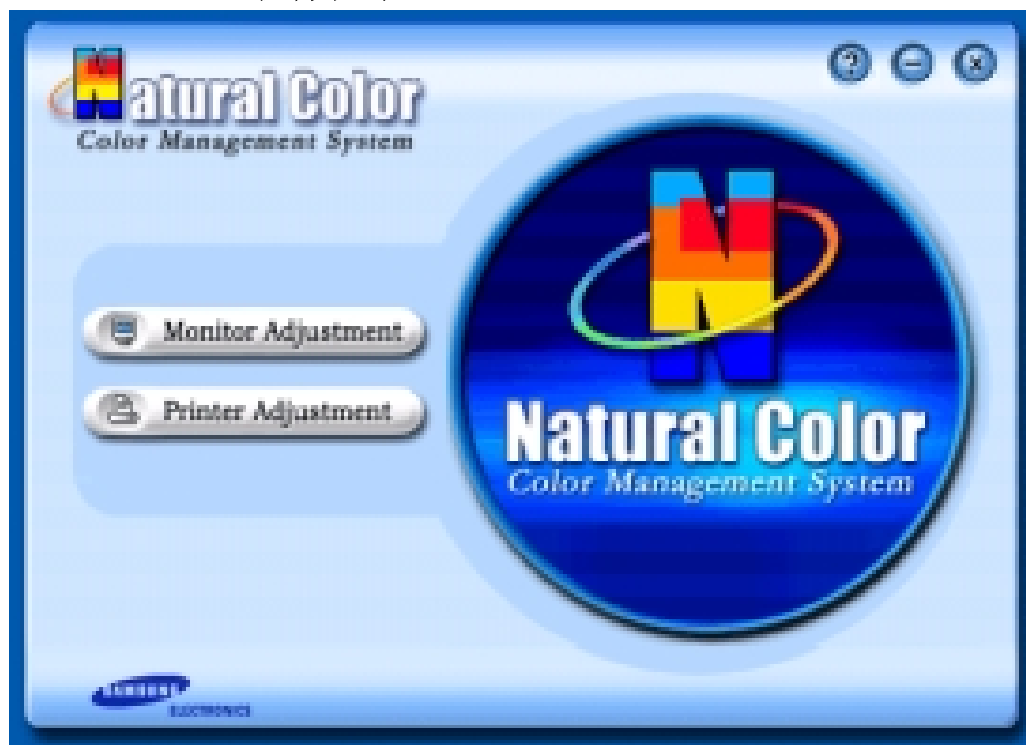 Natural Color
Color Management System
Monitor Adjustment
Printer Adjustment
Natural Color
Color Management System
SAMSUNG
ELECTRONICS